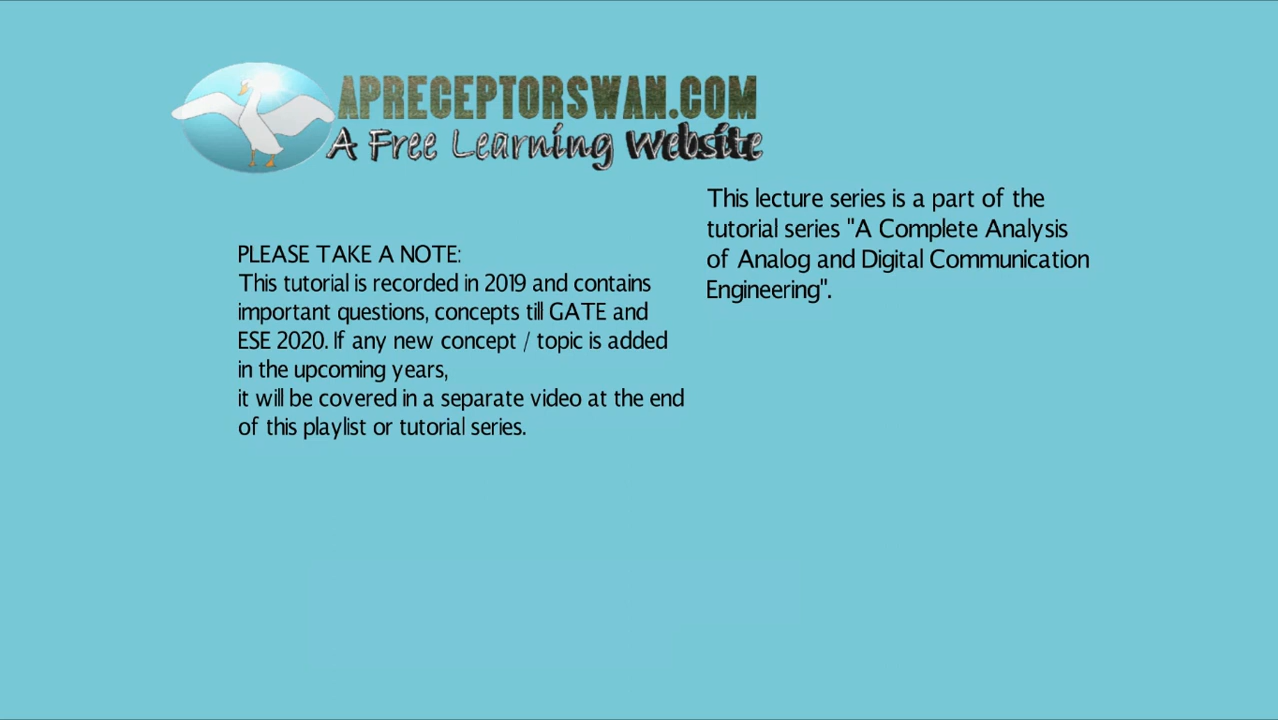 APRECEPTORSWAN.COM
A Free Learning Website
This lecture series is a part of the
tutorial series "A Complete Analysis
of Analog and Digital Communication
Engineering".
PLEASE TAKE A NOTE:
This tutorial is recorded in 2019 and contains
important questions, concepts till GATE and
ESE 2020. If any new concept / topic is added
in the upcoming years,
it will be covered in a separate video at the end
of this playlist or tutorial series.